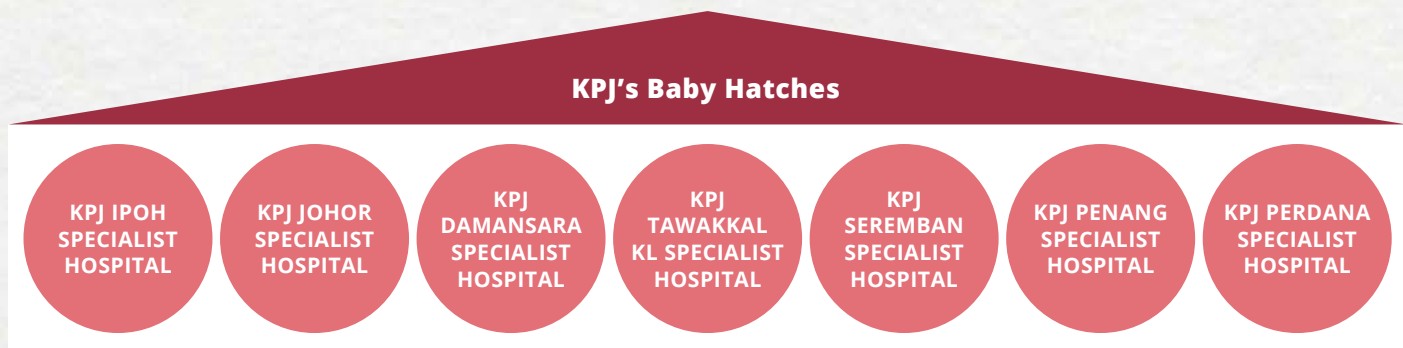 KPJ’s Baby Hatches
KPJ IPOH
SPECIALIST
HOSPITAL
KPJ JOHOR
SPECIALIST
HOSPITAL
KPJ
DAMANSARA
SPECIALIST
HOSPITAL
KPJ
TAWAKKAL
KL SPECIALIST
HOSPITAL
KPJ
SEREMBAN
SPECIALIST
HOSPITAL
KPJ PENANG
SPECIALIST
HOSPITAL
KPJ PERDANA
SPECIALIST
HOSPITAL